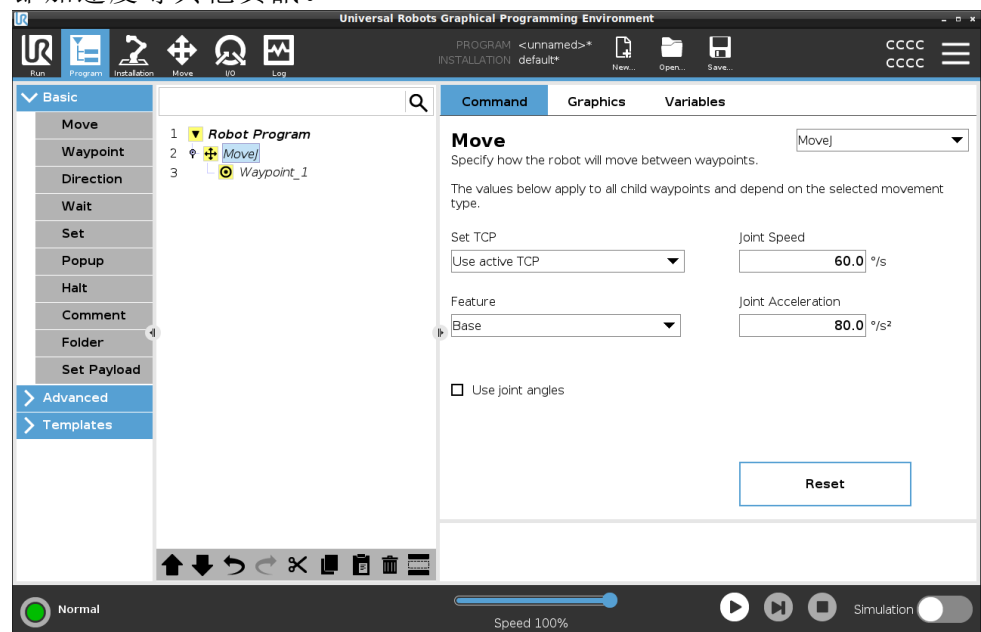 Universal Robots Graphical Programming Environment
Run
Program
Installation
Move
I/O
Log
PROGRAM <unnamed>*
INSTALLATION default*
New...
Open...
Save...
CCCC
CCCC
Basic
Move
Waypoint
Direction
Wait
Set
Popup
Halt
Comment
Folder
Set Payload
Advanced
Templates
1 Robot Program
2 MoveJ
3 Waypoint_1
Command Graphics Variables
Move
MoveJ
Specify how the robot will move between waypoints.
The values below apply to all child waypoints and depend on the selected movement
type.
Set TCP
Use active TCP
Joint Speed
60.0 °/s
Feature
Base
Joint Acceleration
80.0 °/s²
Use joint angles
Reset
Normal
Speed 100%
Simulation